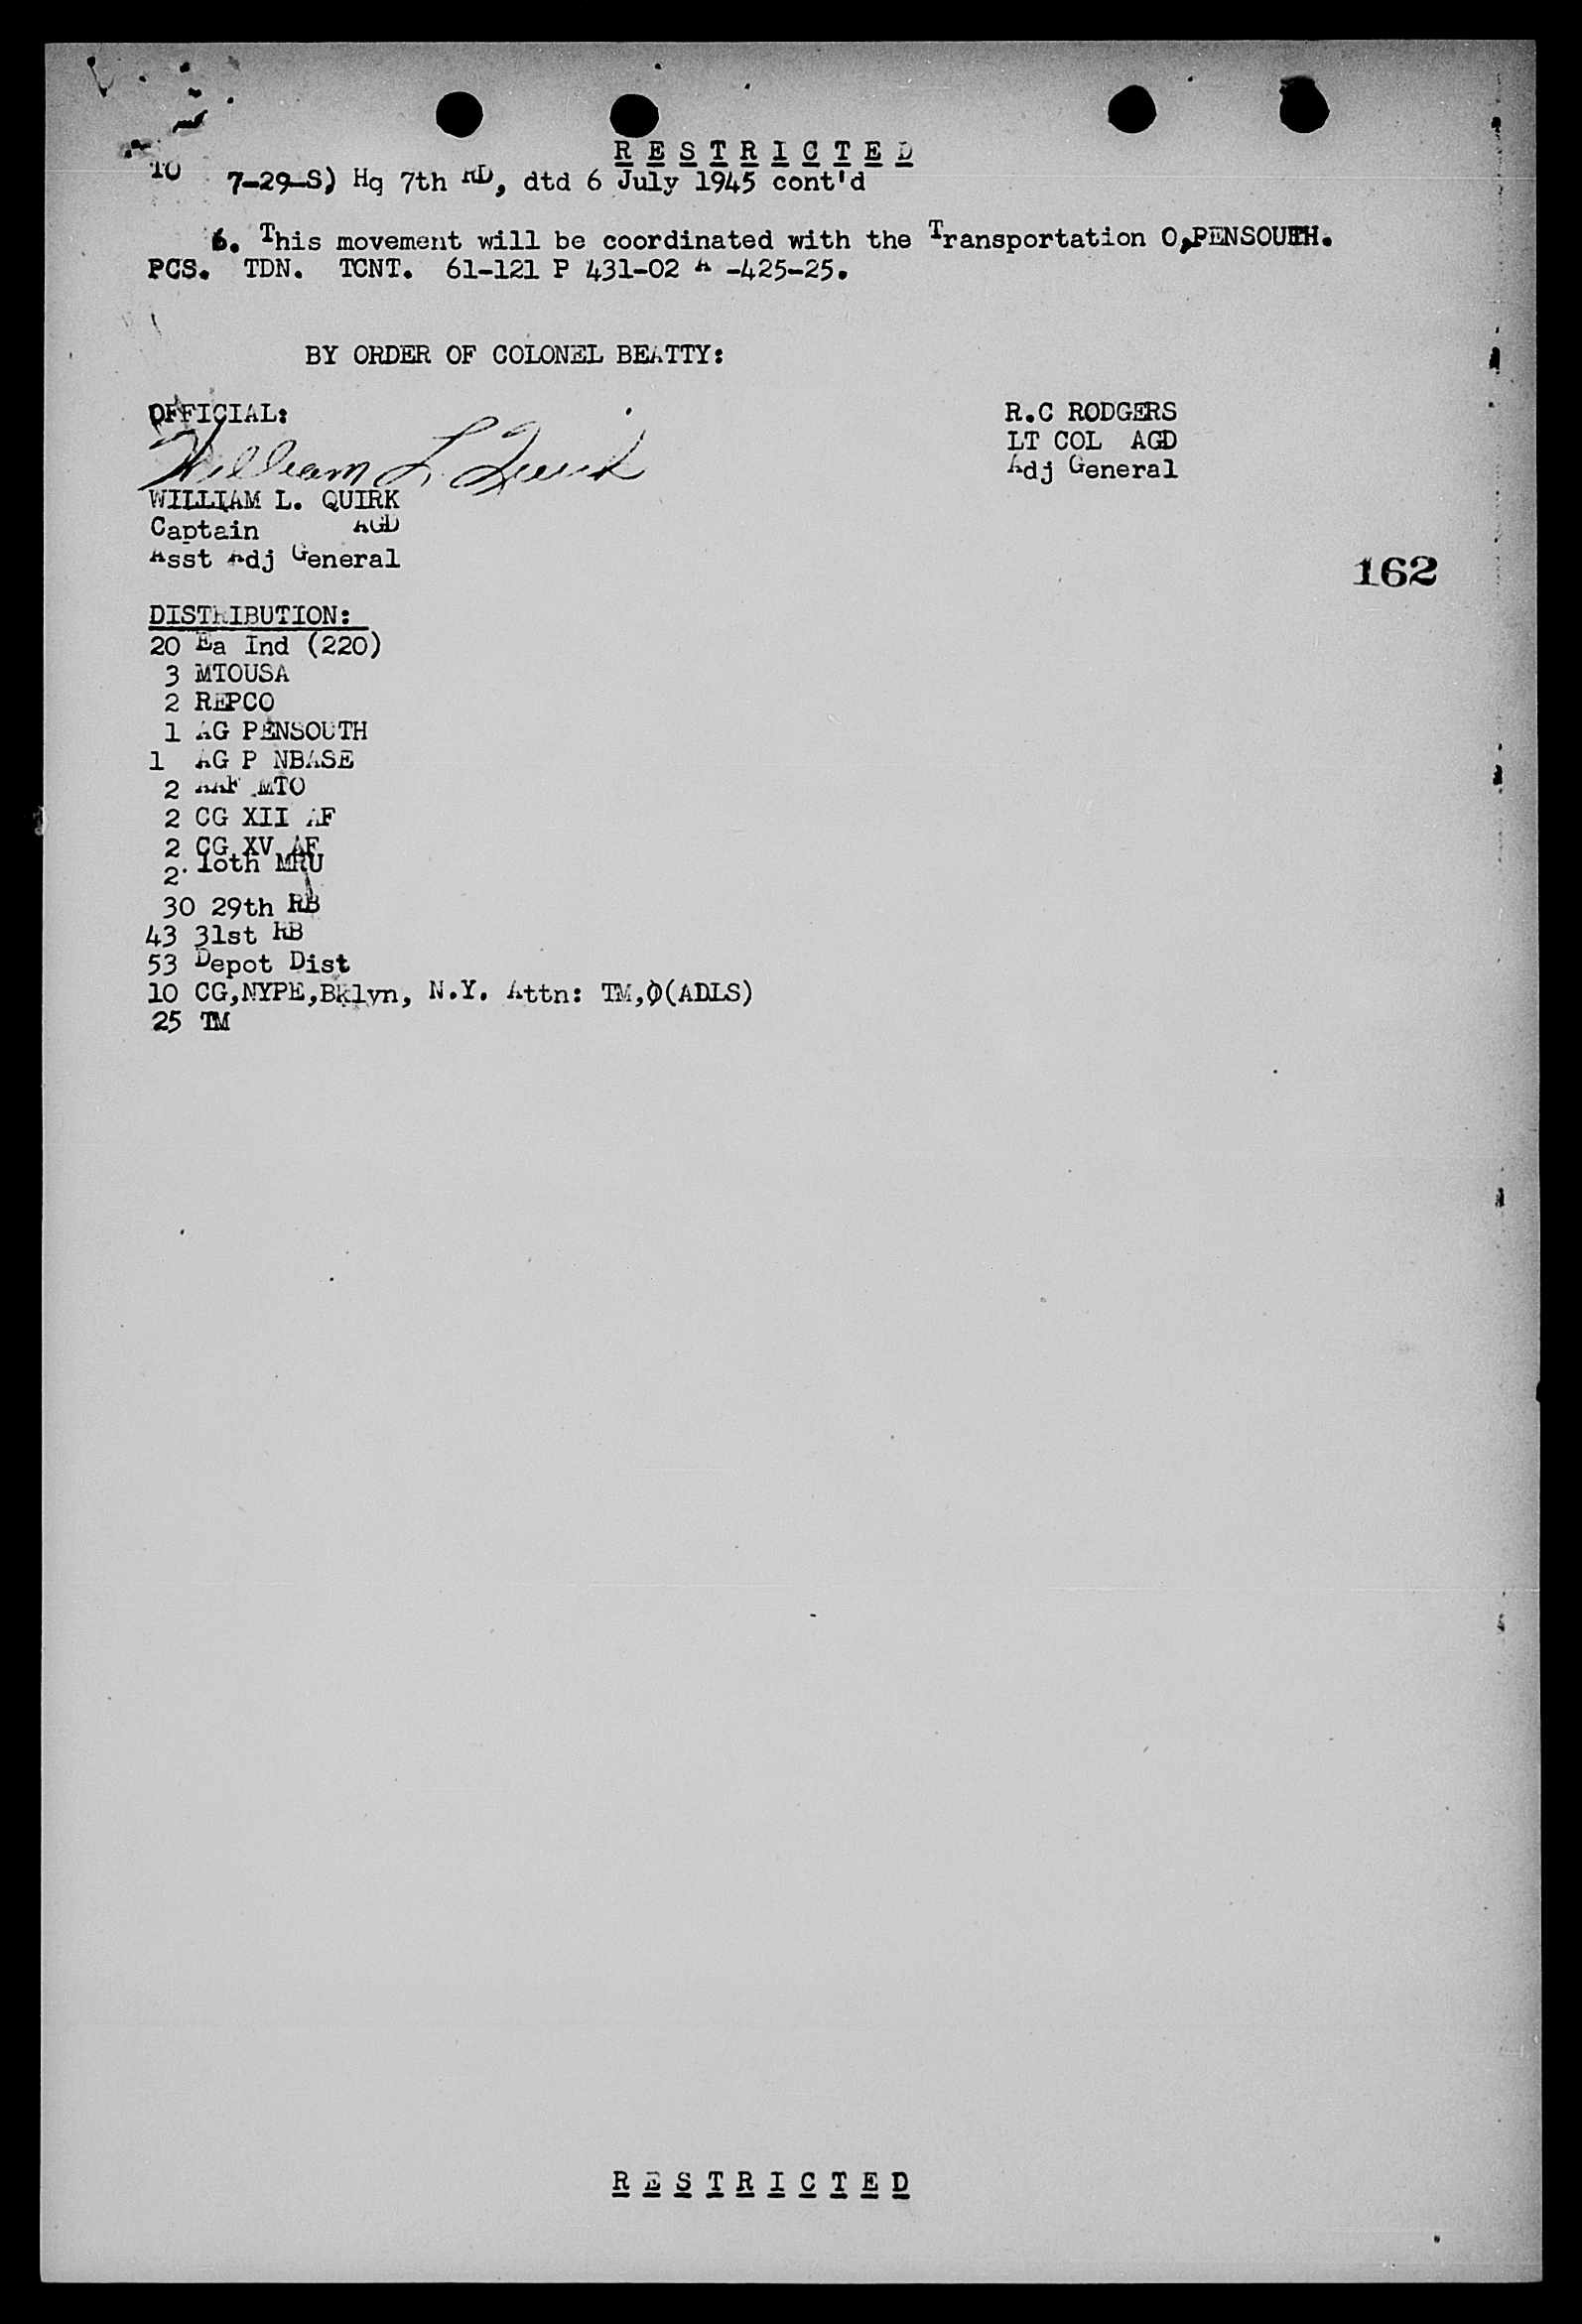 R E S T R I C T E D
TO 7-29-S) Hq 7th RD, dtd 6 July 1945 cont'd
6. This movement will be coordinated with the Transportation O,PENSOUTH.
PCS. TDN. TCNT. 61-121 P 431-02 A -425-25.
BY ORDER OF COLONEL BEATTY:
OFFICIAL:
R.C RODGERS
LT COL AGD
Adj General
William L. Quirk
WILLIAM L. QUIRK
Captain AGD
Asst Adj General
162
DISTRIBUTION:
20 Ea Ind (220)
3 MTOUSA
2 REPCO
1 AG PENSOUTH
1 AG P NBASE
2 AAF MTO
2 CG XII AF
2 CG XV AF
2. 10th MRU
30 29th RB
43 31st RB
53 Depot Dist
10 CG,NYPE,Bklyn, N.Y. Attn: TM,O(ADLS)
25 TM
R E S T R I C T E D